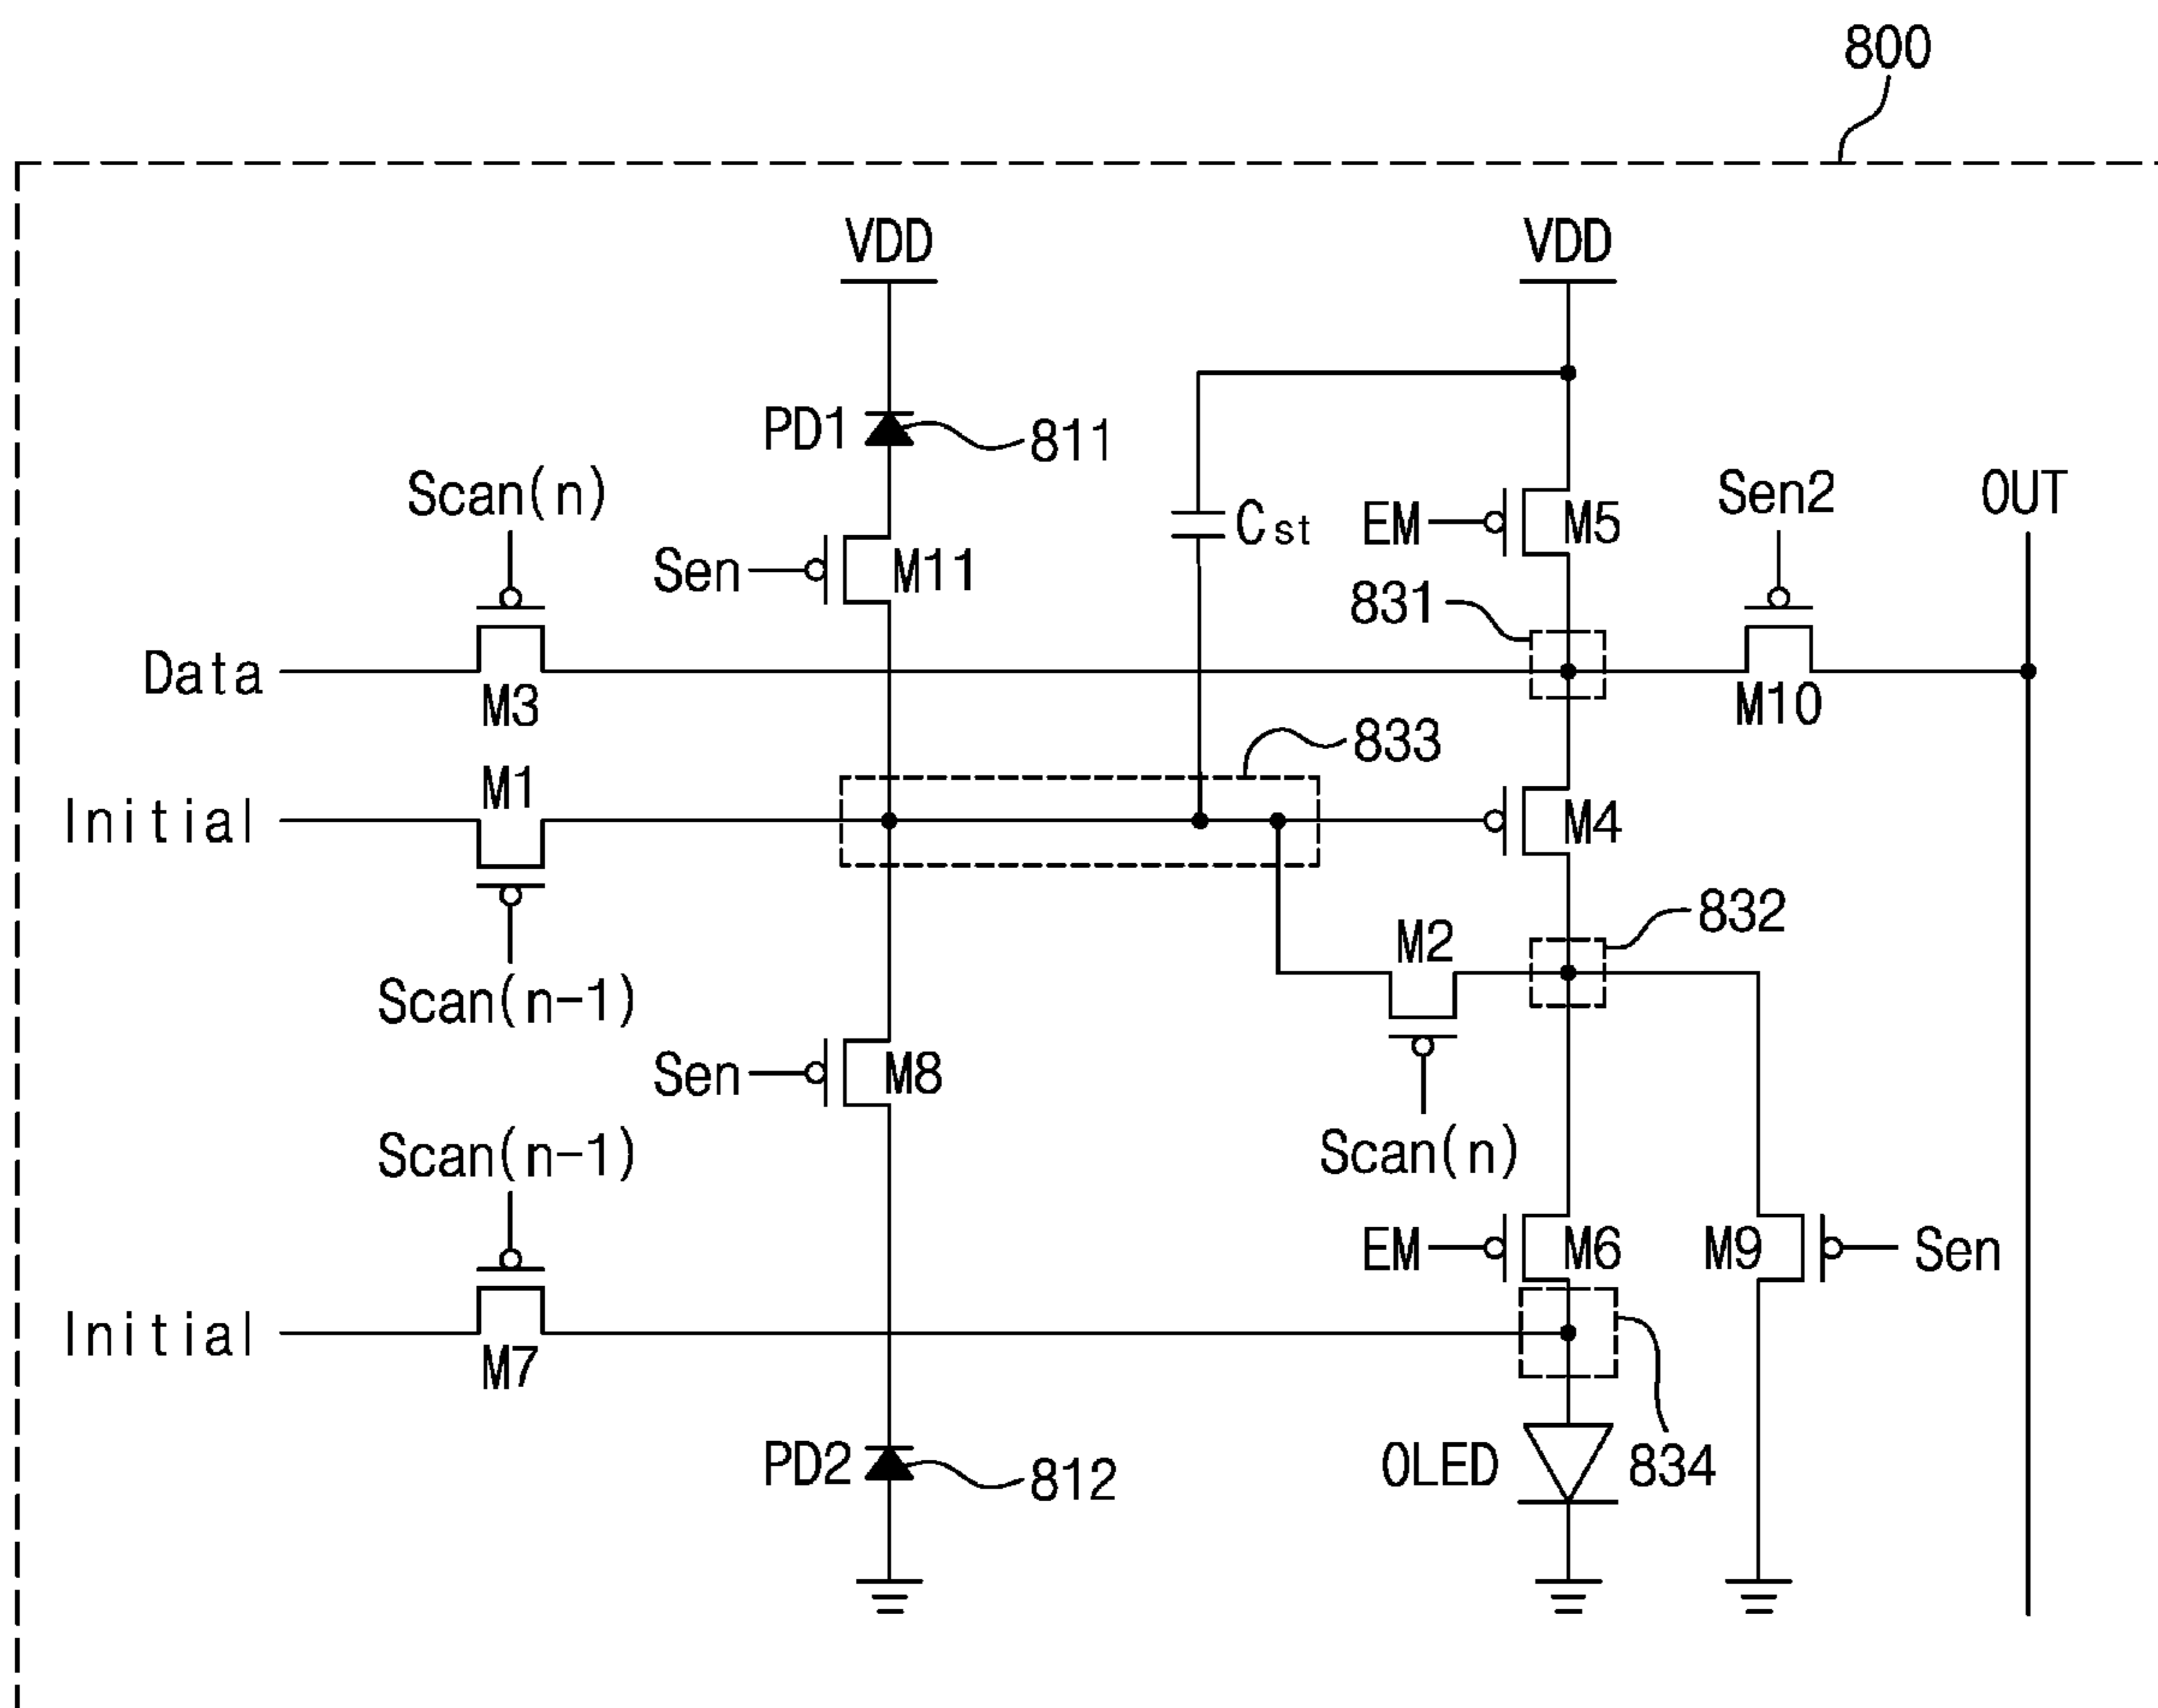 800
VDD
VDD
PD1
811
Scan(n)
Sen
M11
Cst
EM
M5
Sen2
OUT
831
Data
M3
M10
833
M1
Initial
M4
832
M2
Scan(n-1)
Sen
M8
Scan(n-1)
Scan(n)
EM
M6
M9
Sen
Initial
M7
PD2
812
OLED
834